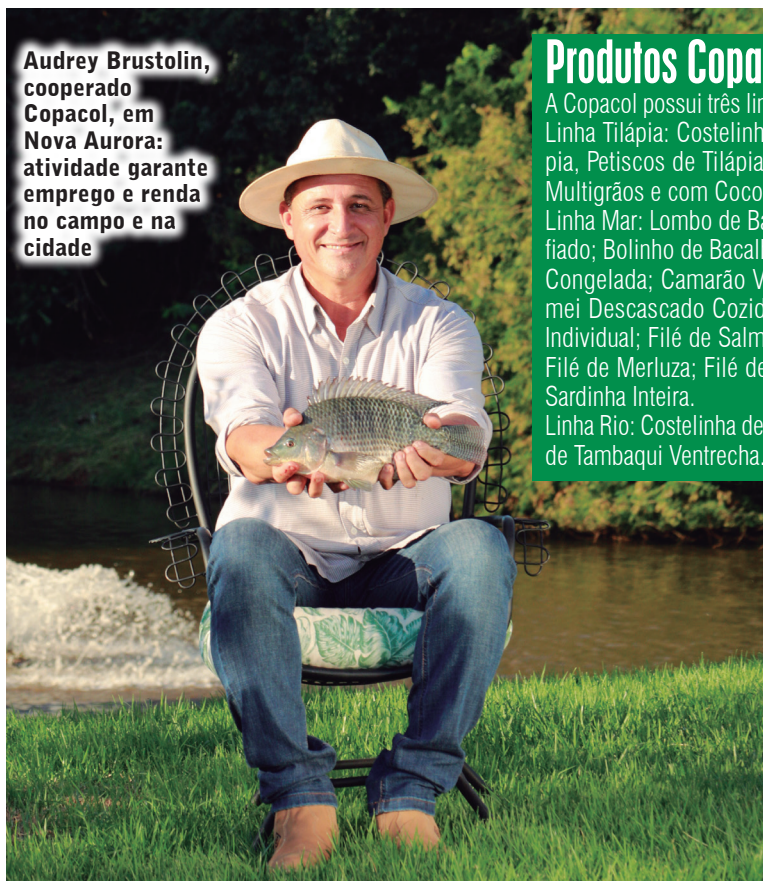 Audrey Brustolin,
cooperado
Copacol, em
Nova Aurora:
atividade garante
emprego e renda
no campo e na
cidade
Produtos Copa
A Copacol possui três lin
Linha Tilápia: Costelinh
pia, Petiscos de Tilápia
Multigrãos e com Coco
Linha Mar: Lombo de Ba
fiado; Bolinho de Bacall
Congelada; Camarão V
mei Descascado Cozid
Individual; Filé de Salm
Filé de Merluza; Filé de
Sardinha Inteira.
Linha Rio: Costelinha de
de Tambaqui Ventrecha.